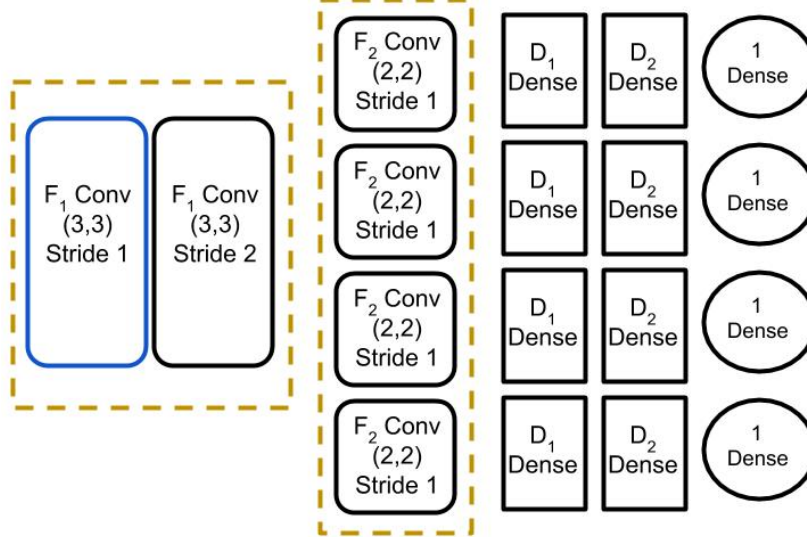 F₁ Conv
(3,3)
Stride 1
F₁ Conv
(3,3)
Stride 2
F₂ Conv
(2,2)
Stride 1
D₁
Dense
D₂
Dense
1
Dense
F₂ Conv
(2,2)
Stride 1
D₁
Dense
D₂
Dense
1
Dense
F₂ Conv
(2,2)
Stride 1
D₁
Dense
D₂
Dense
1
Dense
F₂ Conv
(2,2)
Stride 1
D₁
Dense
D₂
Dense
1
Dense